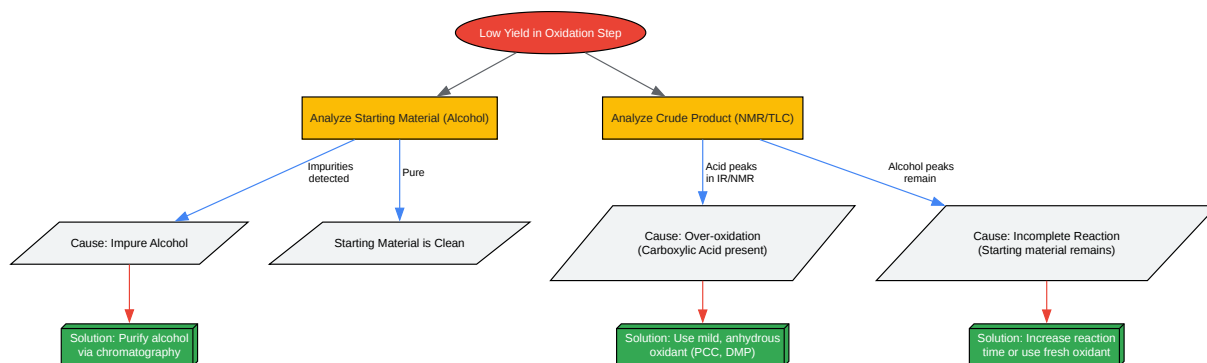 Low Yield in Oxidation Step
Analyze Starting Material (Alcohol)
Analyze Crude Product (NMR/TLC)
Impurities
detected
Pure
Acid peaks
in IR/NMR
Alcohol peaks
remain
Cause: Impure Alcohol
Starting Material is Clean
Cause: Over-oxidation
(Carboxylic Acid present)
Cause: Incomplete Reaction
(Starting material remains)
Solution: Purify alcohol
via chromatography
Solution: Use mild, anhydrous
oxidant (PCC, DMP)
Solution: Increase reaction
time or use fresh oxidant